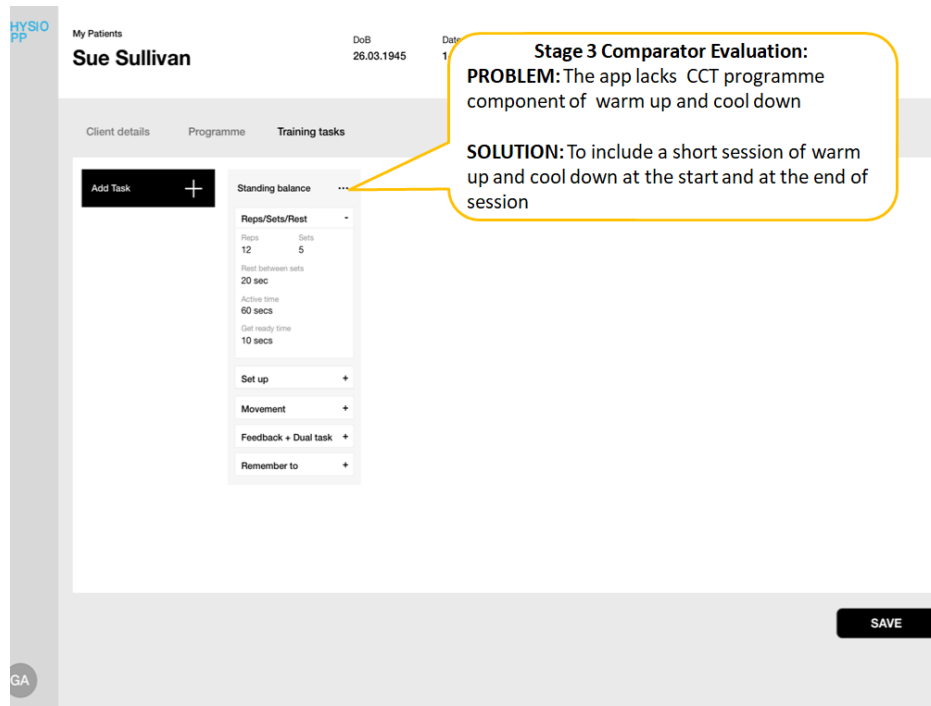 HYSIO
PP
My Patients
Sue Sullivan
DoB
26.03.1945
Stage 3 Comparator Evaluation:
PROBLEM: The app lacks CCT programme
component of warm up and cool down
SOLUTION: To include a short session of warm
up and cool down at the start and at the end of
session
Client details
Programme
Training tasks
Add Task
Standing balance
Reps/Sets/Rest -
Reps Sets
12 5
Rest between sets
20 sec
Active time
60 secs
Get ready time
10 secs
Set up +
Movement +
Feedback + Dual task +
Remember to +
SAVE
GA